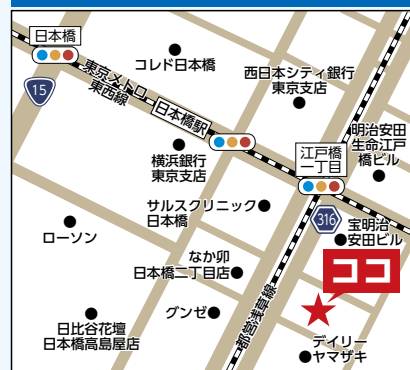 日本橋
コレド日本橋
西日本シティ銀行
東京支店
15
東京メトロ
東西線
日本橋駅
明治安田
生命江戸
橋ビル
江戸橋
一丁目
横浜銀行
東京支店
サルスクリニック
日本橋
316
宝明治
安田ビル
ローソン
なか卯
日本橋二丁目店
ココ
グンゼ
都営浅草線
日比谷花壇
日本橋高島屋店
デイリー
ヤマザキ